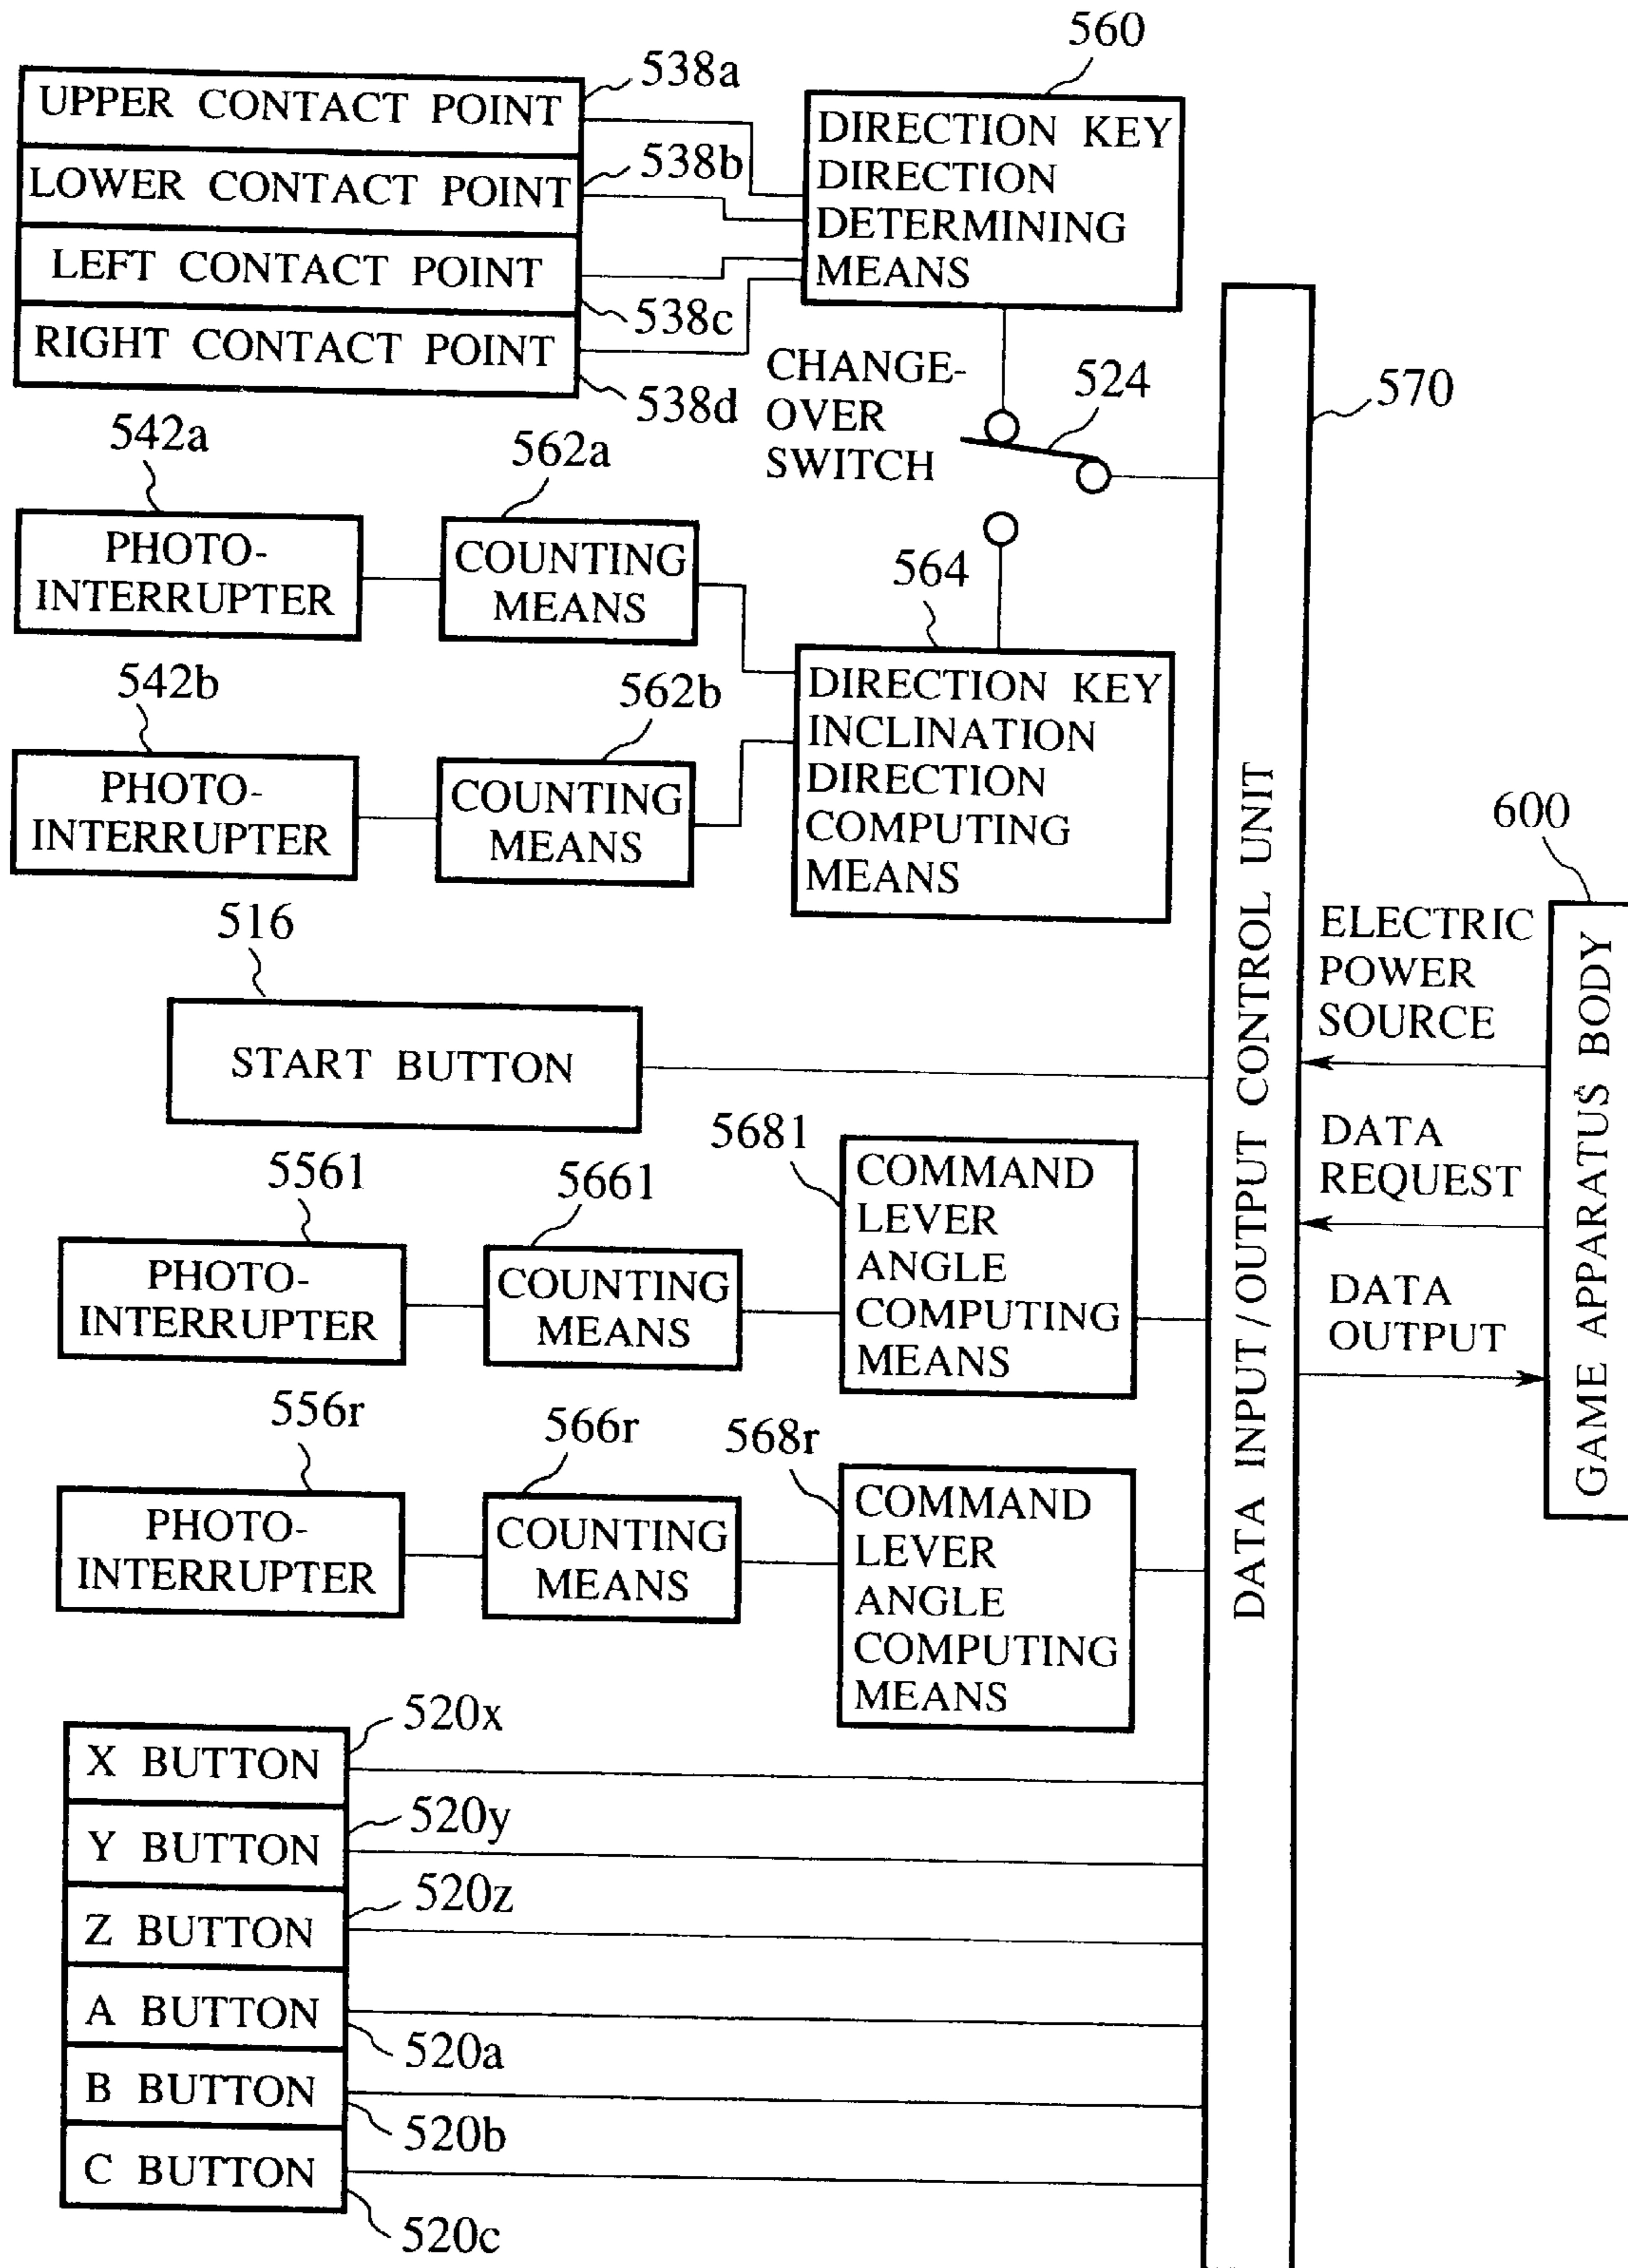 560
538a
UPPER CONTACT POINT
538b
LOWER CONTACT POINT
LEFT CONTACT POINT
538c
RIGHT CONTACT POINT
538d
DIRECTION KEY
DIRECTION
DETERMINING
MEANS
CHANGE-
OVER
SWITCH
524
570
542a
PHOTO-
INTERRUPTER
562a
COUNTING
MEANS
564
542b
PHOTO-
INTERRUPTER
562b
COUNTING
MEANS
DIRECTION KEY
INCLINATION
DIRECTION
COMPUTING
MEANS
516
START BUTTON
5561
PHOTO-
INTERRUPTER
5661
COUNTING
MEANS
5681
COMMAND
LEVER
ANGLE
COMPUTING
MEANS
556r
PHOTO-
INTERRUPTER
566r
COUNTING
MEANS
568r
COMMAND
LEVER
ANGLE
COMPUTING
MEANS
DATA INPUT/OUTPUT CONTROL UNIT
ELECTRIC
POWER
SOURCE
DATA
REQUEST
DATA
OUTPUT
600
GAME APPARATUS BODY
520x
X BUTTON
520y
Y BUTTON
520z
Z BUTTON
A BUTTON
520a
B BUTTON
520b
C BUTTON
520c